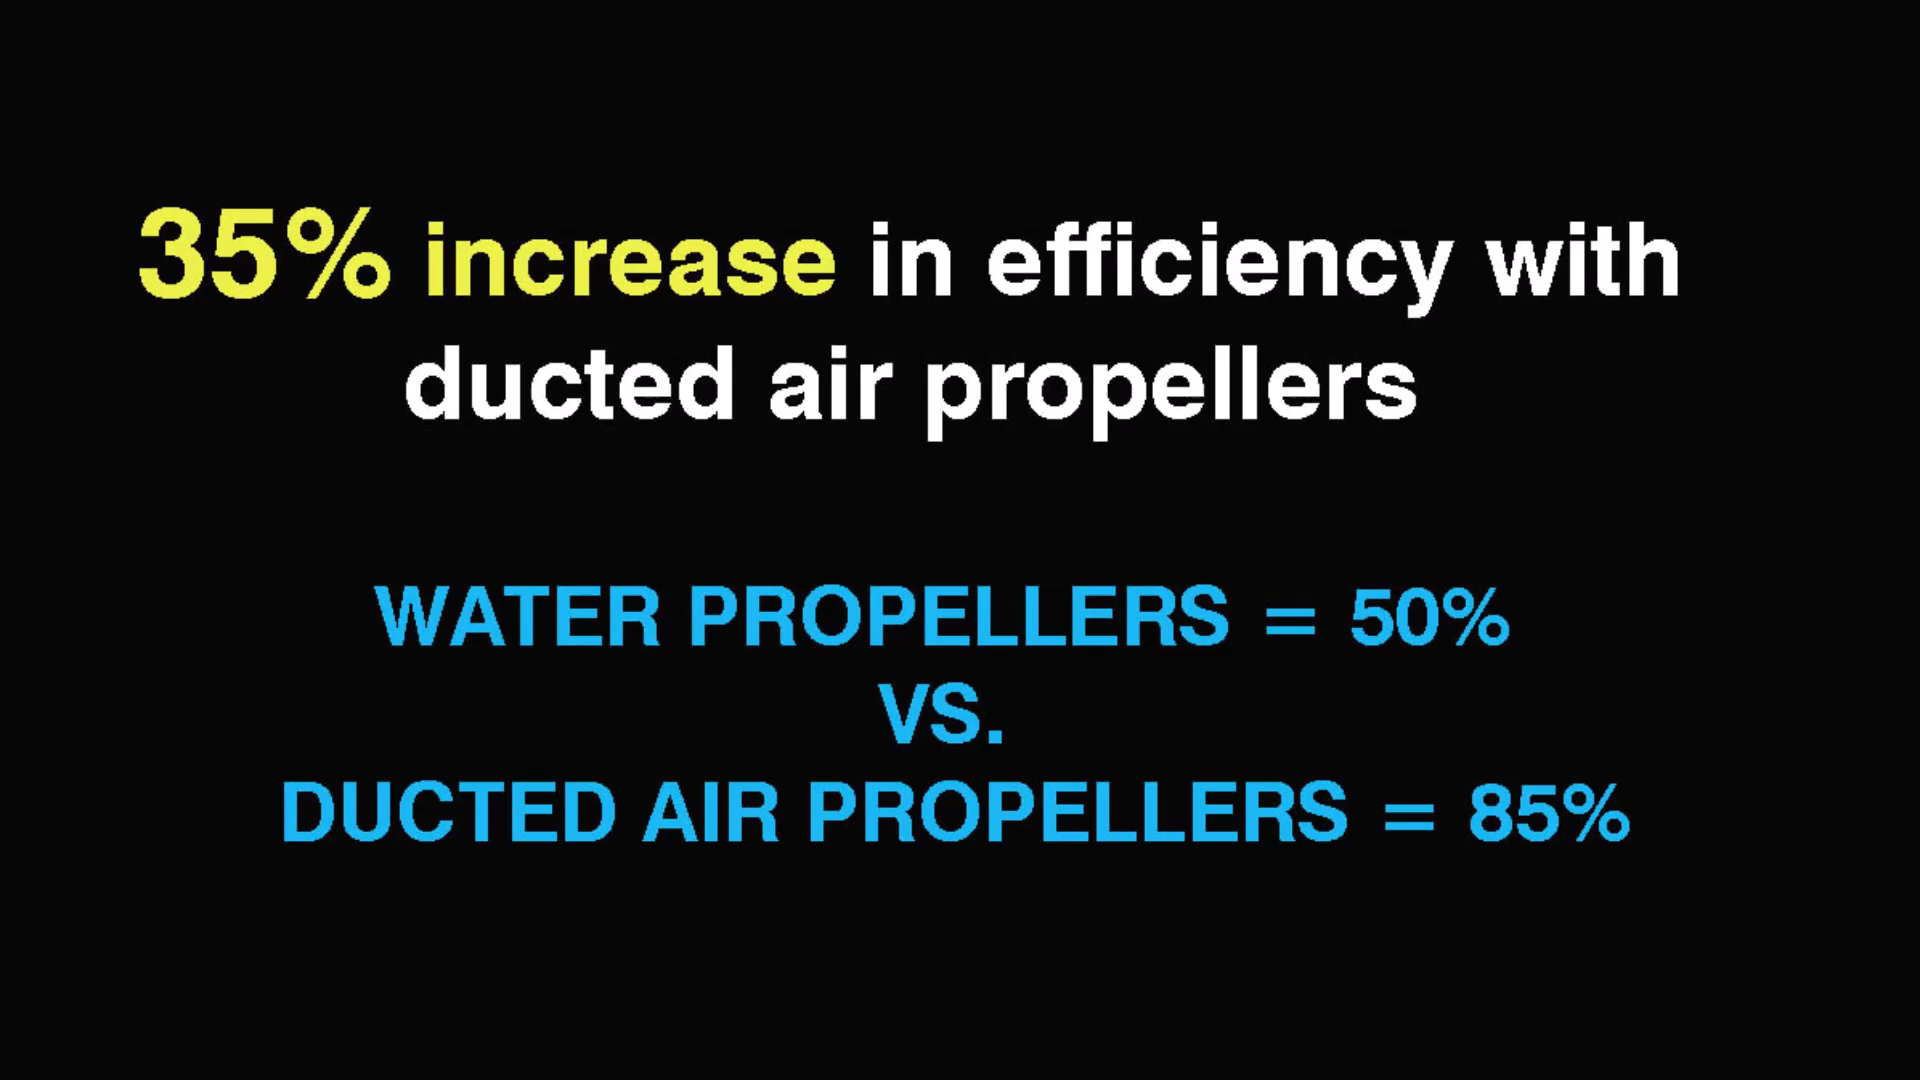 35% increase in efficiency with
ducted air propellers
WATER PROPELLERS = 50%
VS.
DUCTED AIR PROPELLERS = 85%